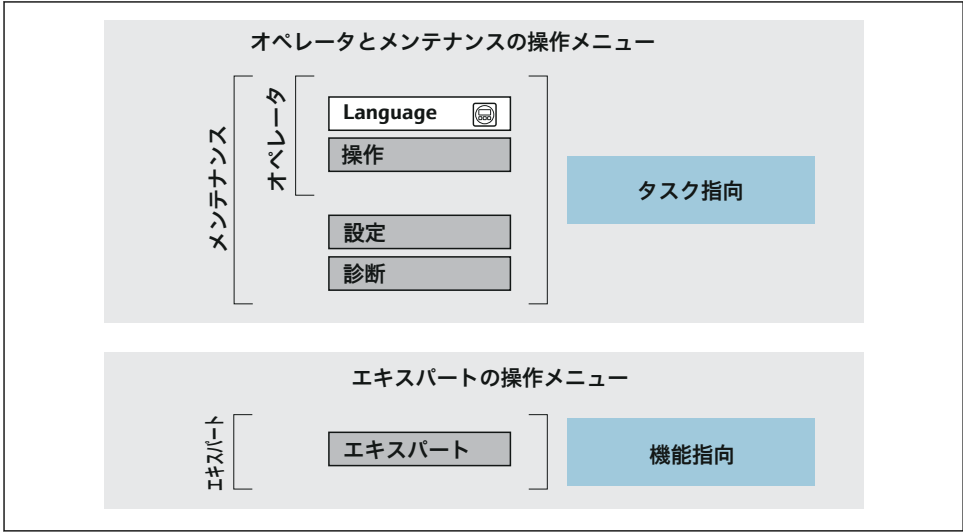 オペレータとメンテナンスの操作メニュー
メンテナンス
オペレータ
Language
操作
設定
診断
タスク指向
エキスパートの操作メニュー
エキスパート
エキスパート
機能指向